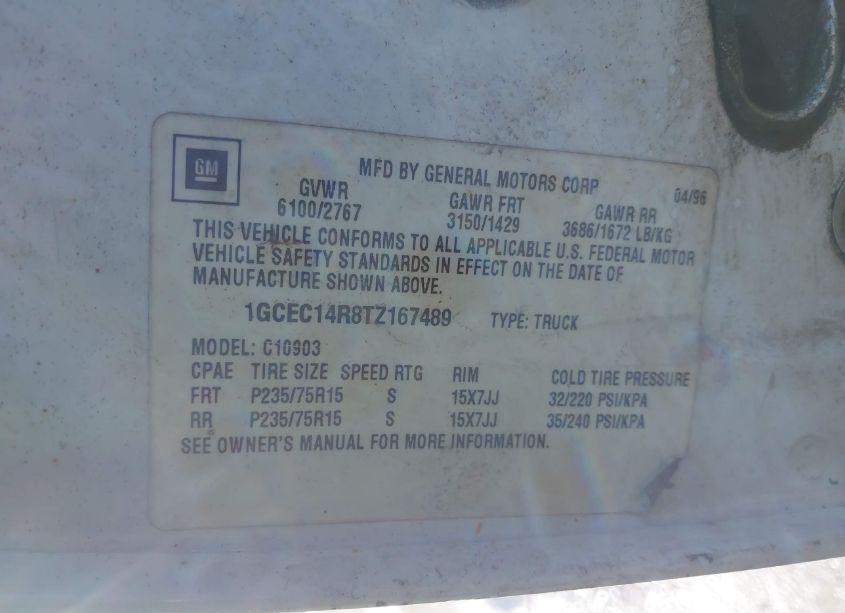 GM
MFD BY GENERAL MOTORS CORP 04/96
GVWR GAWR FRT GAWR RR
6100/2767 3150/1429 3686/1672 LB/KG
THIS VEHICLE CONFORMS TO ALL APPLICABLE U.S. FEDERAL MOTOR
VEHICLE SAFETY STANDARDS IN EFFECT ON THE DATE OF
MANUFACTURE SHOWN ABOVE.
1GCEC14R8TZ167489 TYPE: TRUCK
MODEL: C10903
CPAE TIRE SIZE SPEED RTG RIM COLD TIRE PRESSURE
FRT P235/75R15 S 15X7JJ 32/220 PSI/KPA
RR P235/75R15 S 15X7JJ 35/240 PSI/KPA
SEE OWNER'S MANUAL FOR MORE INFORMATION.